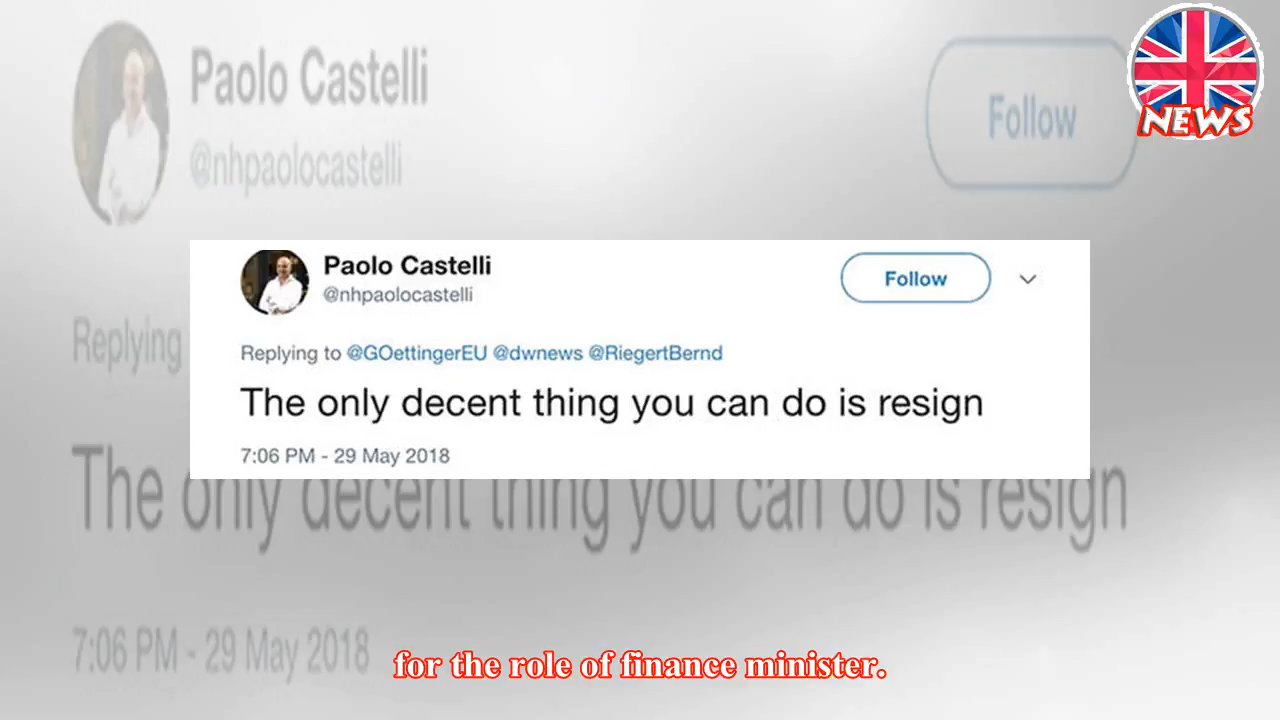 Paolo Castelli
@nhpaolocastelli
Follow
NEWS
Paolo Castelli
@nhpaolocastelli
Follow
Replying to @GOettingerEU @dwnews @RiegertBernd
The only decent thing you can do is resign
7:06 PM - 29 May 2018
Replying
The only decent thing you can do is resign
7:06 PM - 29 May 2018
for the role of finance minister.